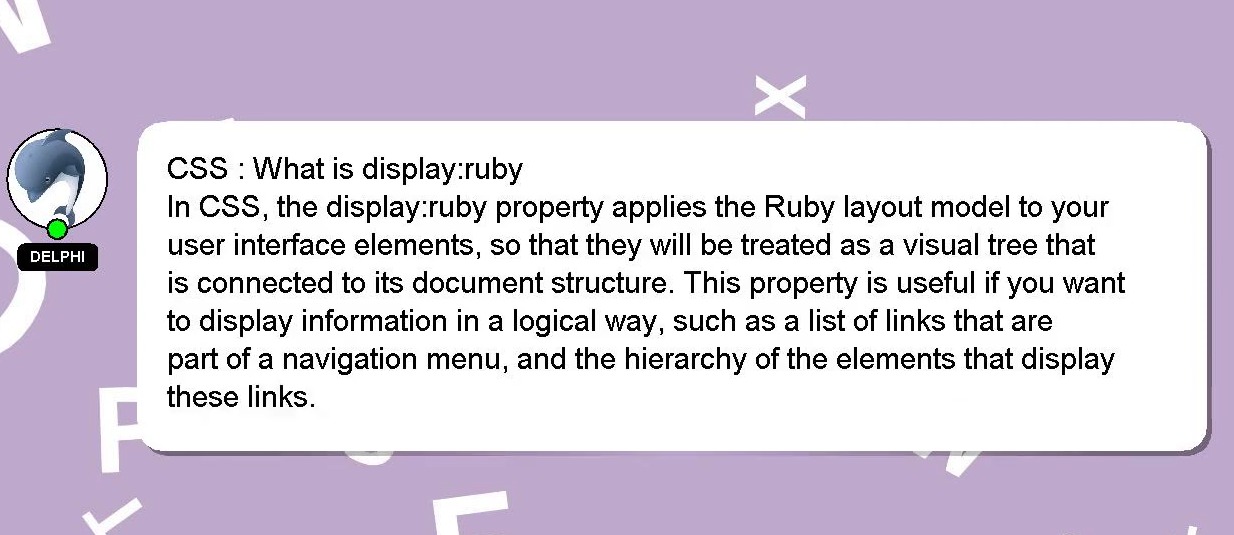 CSS : What is display:ruby
In CSS, the display:ruby property applies the Ruby layout model to your
user interface elements, so that they will be treated as a visual tree that
is connected to its document structure. This property is useful if you want
to display information in a logical way, such as a list of links that are
part of a navigation menu, and the hierarchy of the elements that display
these links.
DELPHI
X